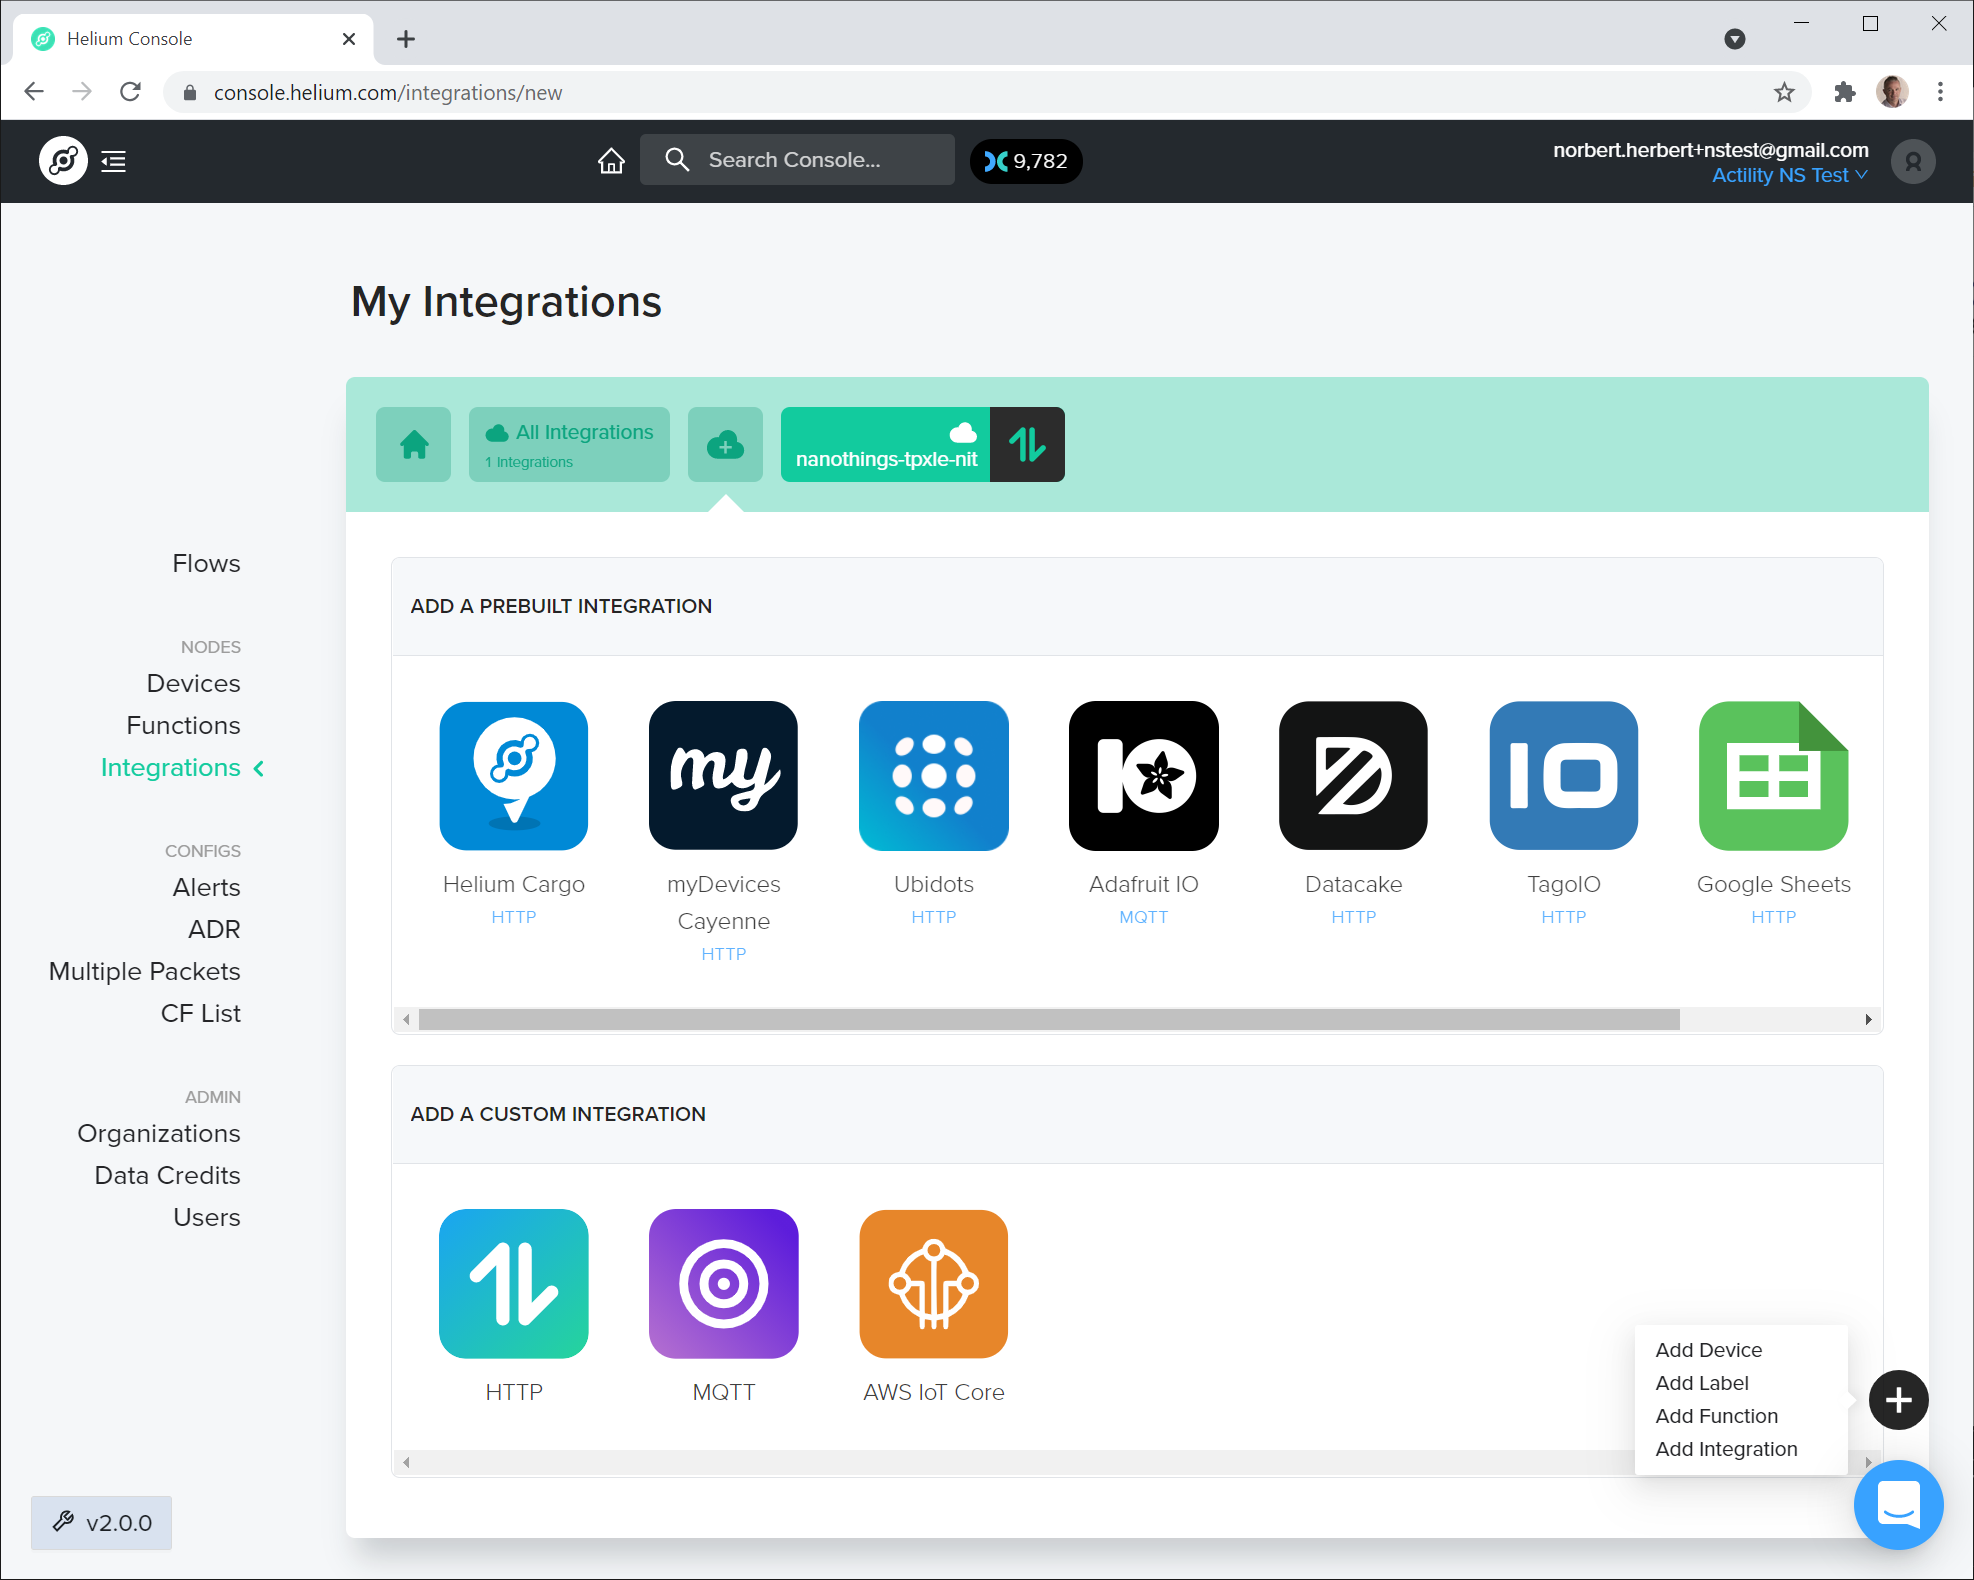 Helium Console
console.helium.com/integrations/new
Search Console...
9,782
norbert.herbert+nstest@gmail.com
Actility NS Test
My Integrations
All Integrations
1 Integrations
nanothings-tpxle-nit
Flows
NODES
Devices
Functions
Integrations
CONFIGS
Alerts
ADR
Multiple Packets
CF List
ADMIN
Organizations
Data Credits
Users
v2.0.0
ADD A PREBUILT INTEGRATION
my
IO
Helium Cargo
HTTP
myDevices
Cayenne
HTTP
Ubidots
HTTP
Adafruit IO
MQTT
Datacake
HTTP
TagoIO
HTTP
Google Sheets
HTTP
ADD A CUSTOM INTEGRATION
HTTP
MQTT
AWS IoT Core
Add Device
Add Label
Add Function
Add Integration